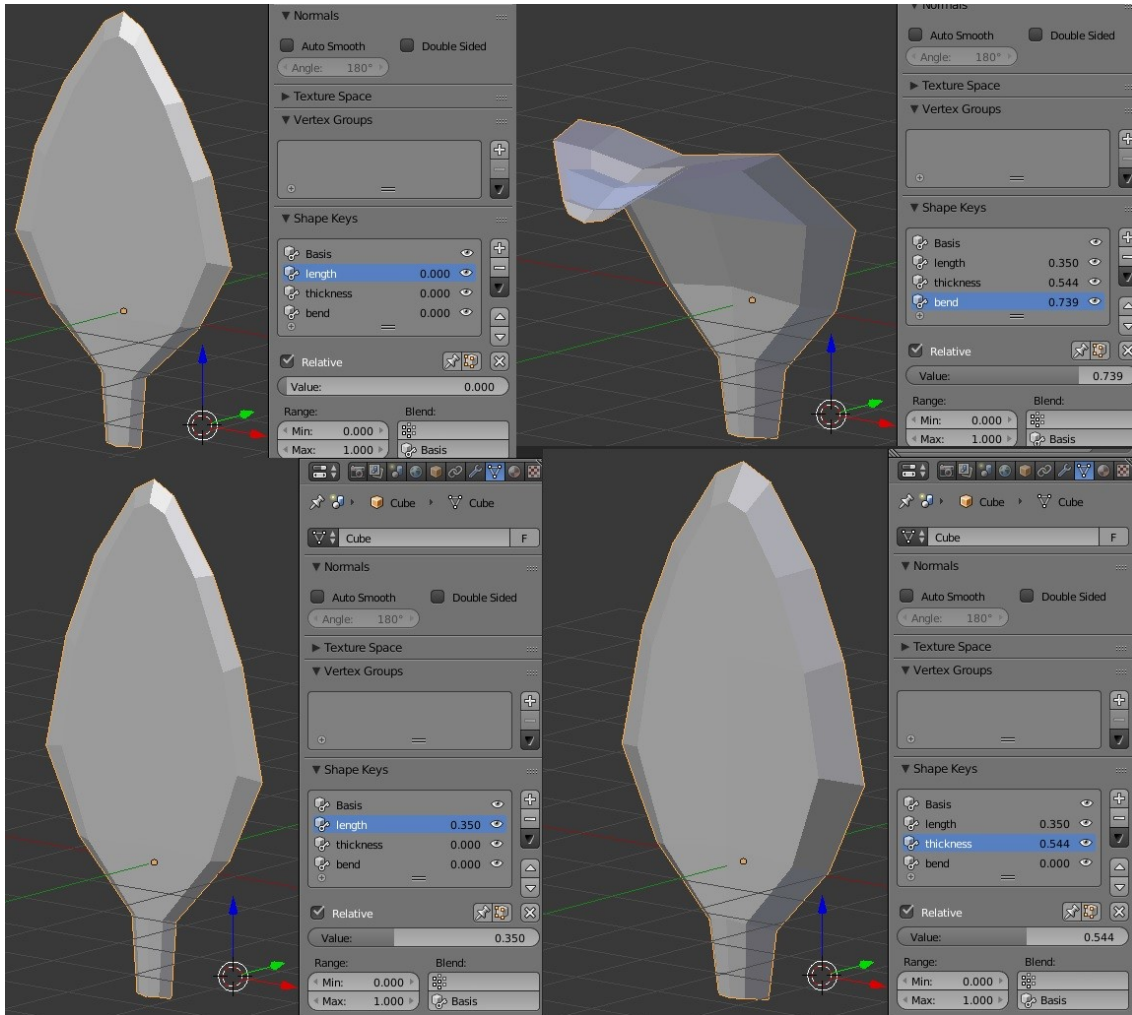 Normals
Auto Smooth Double Sided
Angle: 180°
Texture Space
Vertex Groups
Shape Keys
Basis
length 0.000
thickness 0.000
bend 0.000
Relative
Value: 0.000
Range: Blend:
Min: 0.000
Max: 1.000 Basis
Normals
Auto Smooth Double Sided
Angle: 180°
Texture Space
Vertex Groups
Shape Keys
Basis
length 0.350
thickness 0.544
bend 0.739
Relative
Value: 0.739
Range: Blend:
Min: 0.000
Max: 1.000 Basis
Cube Cube
Cube F
Normals
Auto Smooth Double Sided
Angle: 180°
Texture Space
Vertex Groups
Shape Keys
Basis
length 0.350
thickness 0.000
bend 0.000
Relative
Value: 0.350
Range: Blend:
Min: 0.000
Max: 1.000 Basis
Cube Cube
Cube F
Normals
Auto Smooth Double Sided
Angle: 180°
Texture Space
Vertex Groups
Shape Keys
Basis
length 0.350
thickness 0.544
bend 0.000
Relative
Value: 0.544
Range: Blend:
Min: 0.000
Max: 1.000 Basis